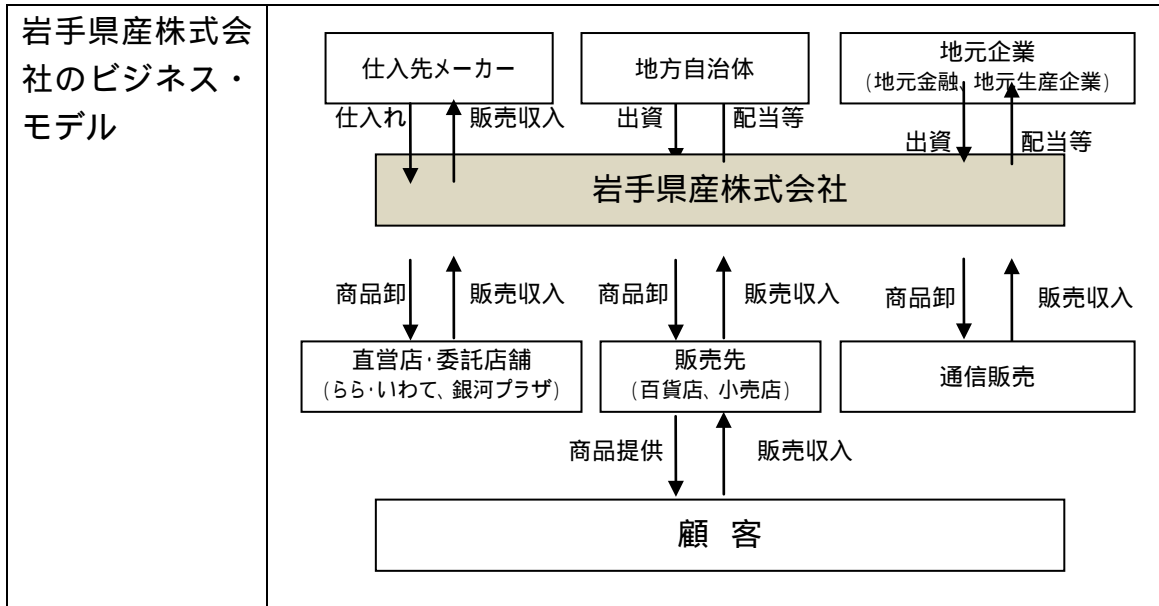 岩手県産株式会
社のビジネス・
モデル
仕入先メーカー
地方自治体
地元企業
(地元金融、地元生産企業)
仕入れ
販売収入
出資
配当等
出資
配当等
岩手県産株式会社
商品卸
販売収入
商品卸
販売収入
商品卸
販売収入
直営店・委託店舗
(らら・いわて、銀河プラザ)
販売先
(百貨店、小売店)
通信販売
商品提供
販売収入
顧 客